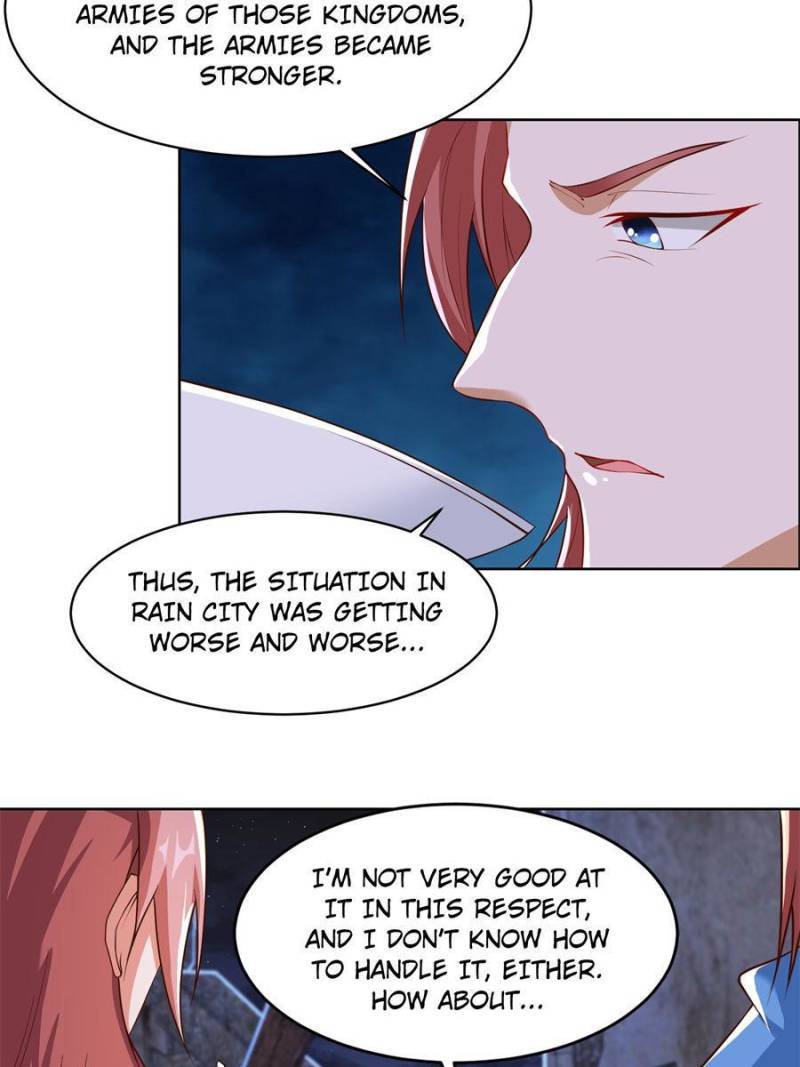 ARMIES OF THOSE KINGDOMS,
AND THE ARMIES BECAME
STRONGER.
THUS, THE SITUATION IN
RAIN CITY WAS GETTING
WORSE AND WORSE...
I'M NOT VERY GOOD AT
IT IN THIS RESPECT,
AND I DON'T KNOW HOW
TO HANDLE IT, EITHER.
HOW ABOUT...